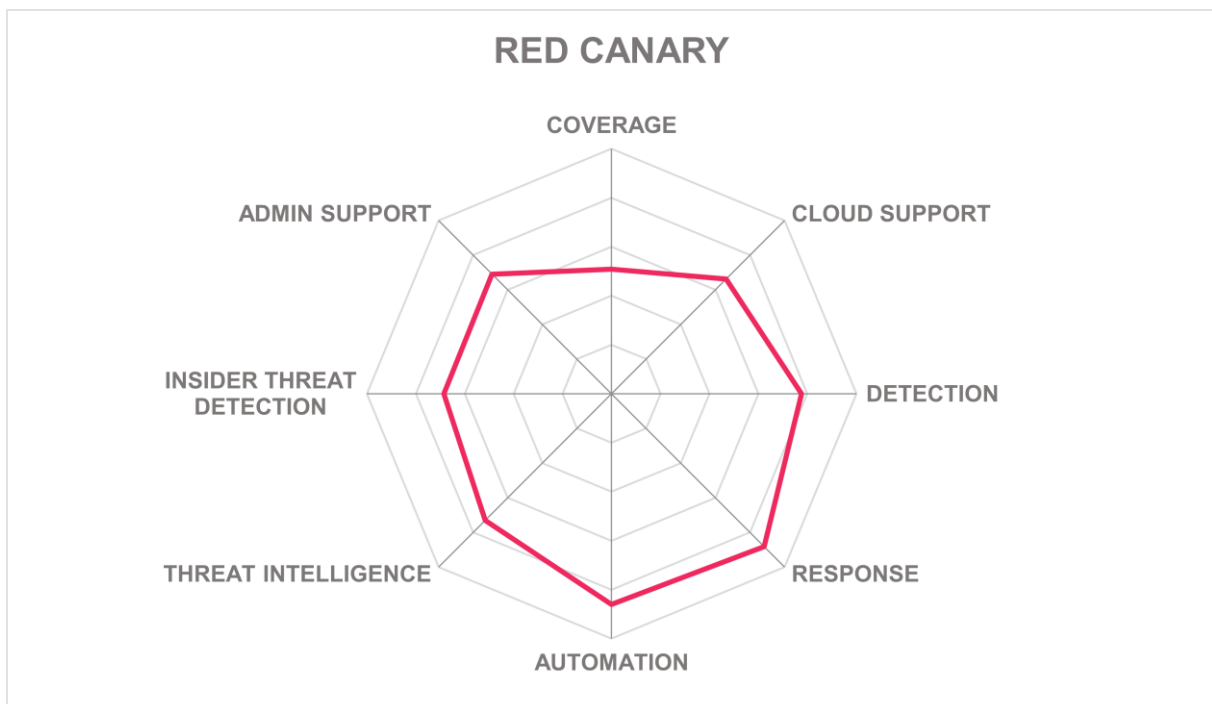 RED CANARY
COVERAGE
ADMIN SUPPORT
CLOUD SUPPORT
INSIDER THREAT
DETECTION
DETECTION
THREAT INTELLIGENCE
RESPONSE
AUTOMATION